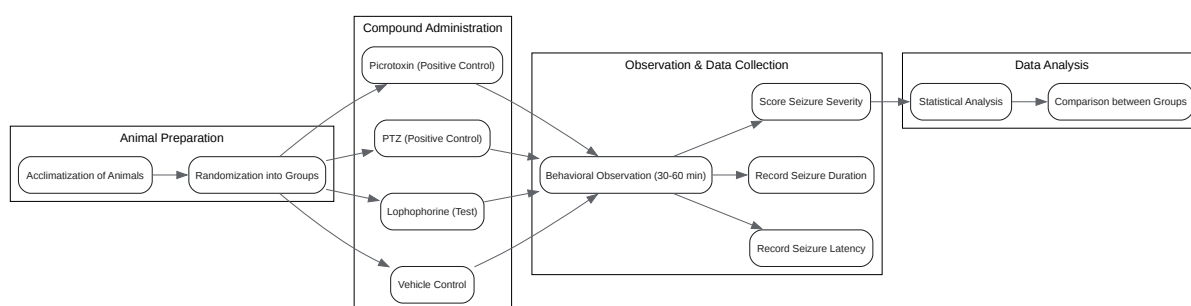 Animal Preparation
Acclimatization of Animals
Randomization into Groups
Compound Administration
Picrotoxin (Positive Control)
PTZ (Positive Control)
Lophophorine (Test)
Vehicle Control
Observation & Data Collection
Behavioral Observation (30-60 min)
Score Seizure Severity
Record Seizure Duration
Record Seizure Latency
Data Analysis
Statistical Analysis
Comparison between Groups